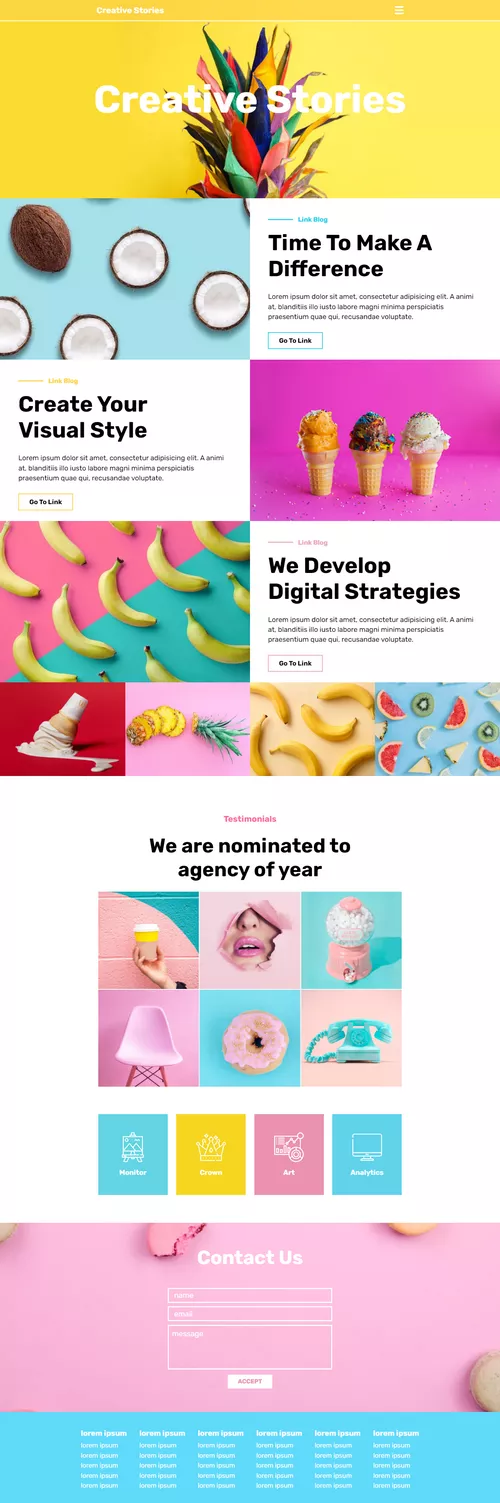 Creative Stories
Creative Stories
Link Blog
Time To Make A
Difference
Lorem ipsum dolor sit amet, consectetur adipisicing elit. A animi
at, blanditiis illo iusto labore magni minima perspiciatis
praesentium quae qui, recusandae voluptate.
Go To Link
Link Blog
Create Your
Visual Style
Lorem ipsum dolor sit amet, consectetur adipisicing elit. A animi
at, blanditiis illo iusto labore magni minima perspiciatis
praesentium quae qui, recusandae voluptate.
Go To Link
Link Blog
We Develop
Digital Strategies
Lorem ipsum dolor sit amet, consectetur adipisicing elit. A animi
at, blanditiis illo iusto labore magni minima perspiciatis
praesentium quae qui, recusandae voluptate.
Go To Link
Testimonials
We are nominated to
agency of year
Monitor Crown Art Analytics
Contact Us
name
email
message
ACCEPT
lorem ipsum lorem ipsum lorem ipsum lorem ipsum lorem ipsum lorem ipsum
lorem ipsum lorem ipsum lorem ipsum lorem ipsum lorem ipsum lorem ipsum
lorem ipsum lorem ipsum lorem ipsum lorem ipsum lorem ipsum lorem ipsum
lorem ipsum lorem ipsum lorem ipsum lorem ipsum lorem ipsum lorem ipsum
lorem ipsum lorem ipsum lorem ipsum lorem ipsum lorem ipsum lorem ipsum
lorem ipsum lorem ipsum lorem ipsum lorem ipsum lorem ipsum lorem ipsum